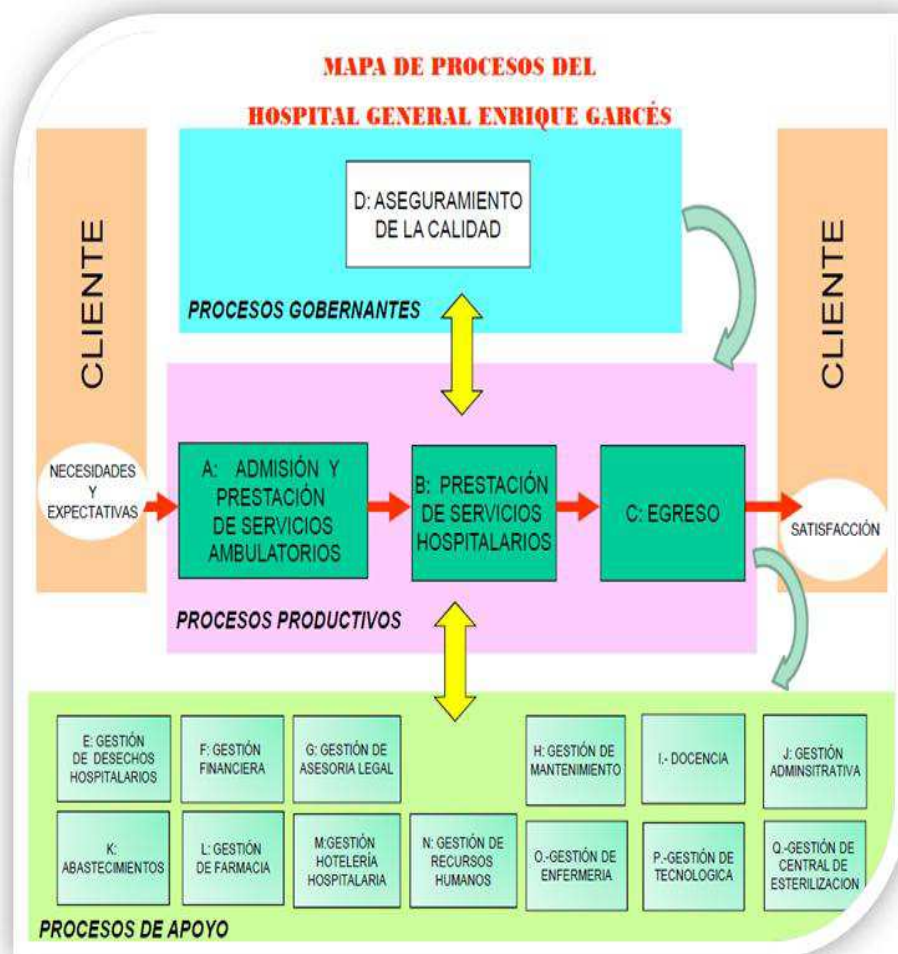 MAPA DE PROCESOS DEL
HOSPITAL GENERAL ENRIQUE GARCÉS
CLIENTE
D: ASEGURAMIENTO
DE LA CALIDAD
CLIENTE
PROCESOS GOBERNANTES
NECESIDADES
Y
EXPECTATIVAS
A: ADMISIÓN Y
PRESTACIÓN
DE SERVICIOS
AMBULATORIOS
B: PRESTACIÓN
DE SERVICIOS
HOSPITALARIOS
C: EGRESO
SATISFACCIÓN
PROCESOS PRODUCTIVOS
E: GESTIÓN
DE DESECHOS
HOSPITALARIOS
F: GESTIÓN
FINANCIERA
G: GESTIÓN DE
ASESORIA LEGAL
H: GESTIÓN DE
MANTENIMIENTO
I.- DOCENCIA
J: GESTIÓN
ADMINSITRATIVA
K:
ABASTECIMIENTOS
L: GESTIÓN
DE FARMACIA
M:GESTIÓN
HOTELERÍA
HOSPITALARIA
N: GESTIÓN DE
RECURSOS
HUMANOS
O.-GESTIÓN DE
ENFERMERIA
P.-GESTIÓN DE
TECNOLOGICA
Q.-GESTIÓN DE
CENTRAL DE
ESTERILIZACION
PROCESOS DE APOYO